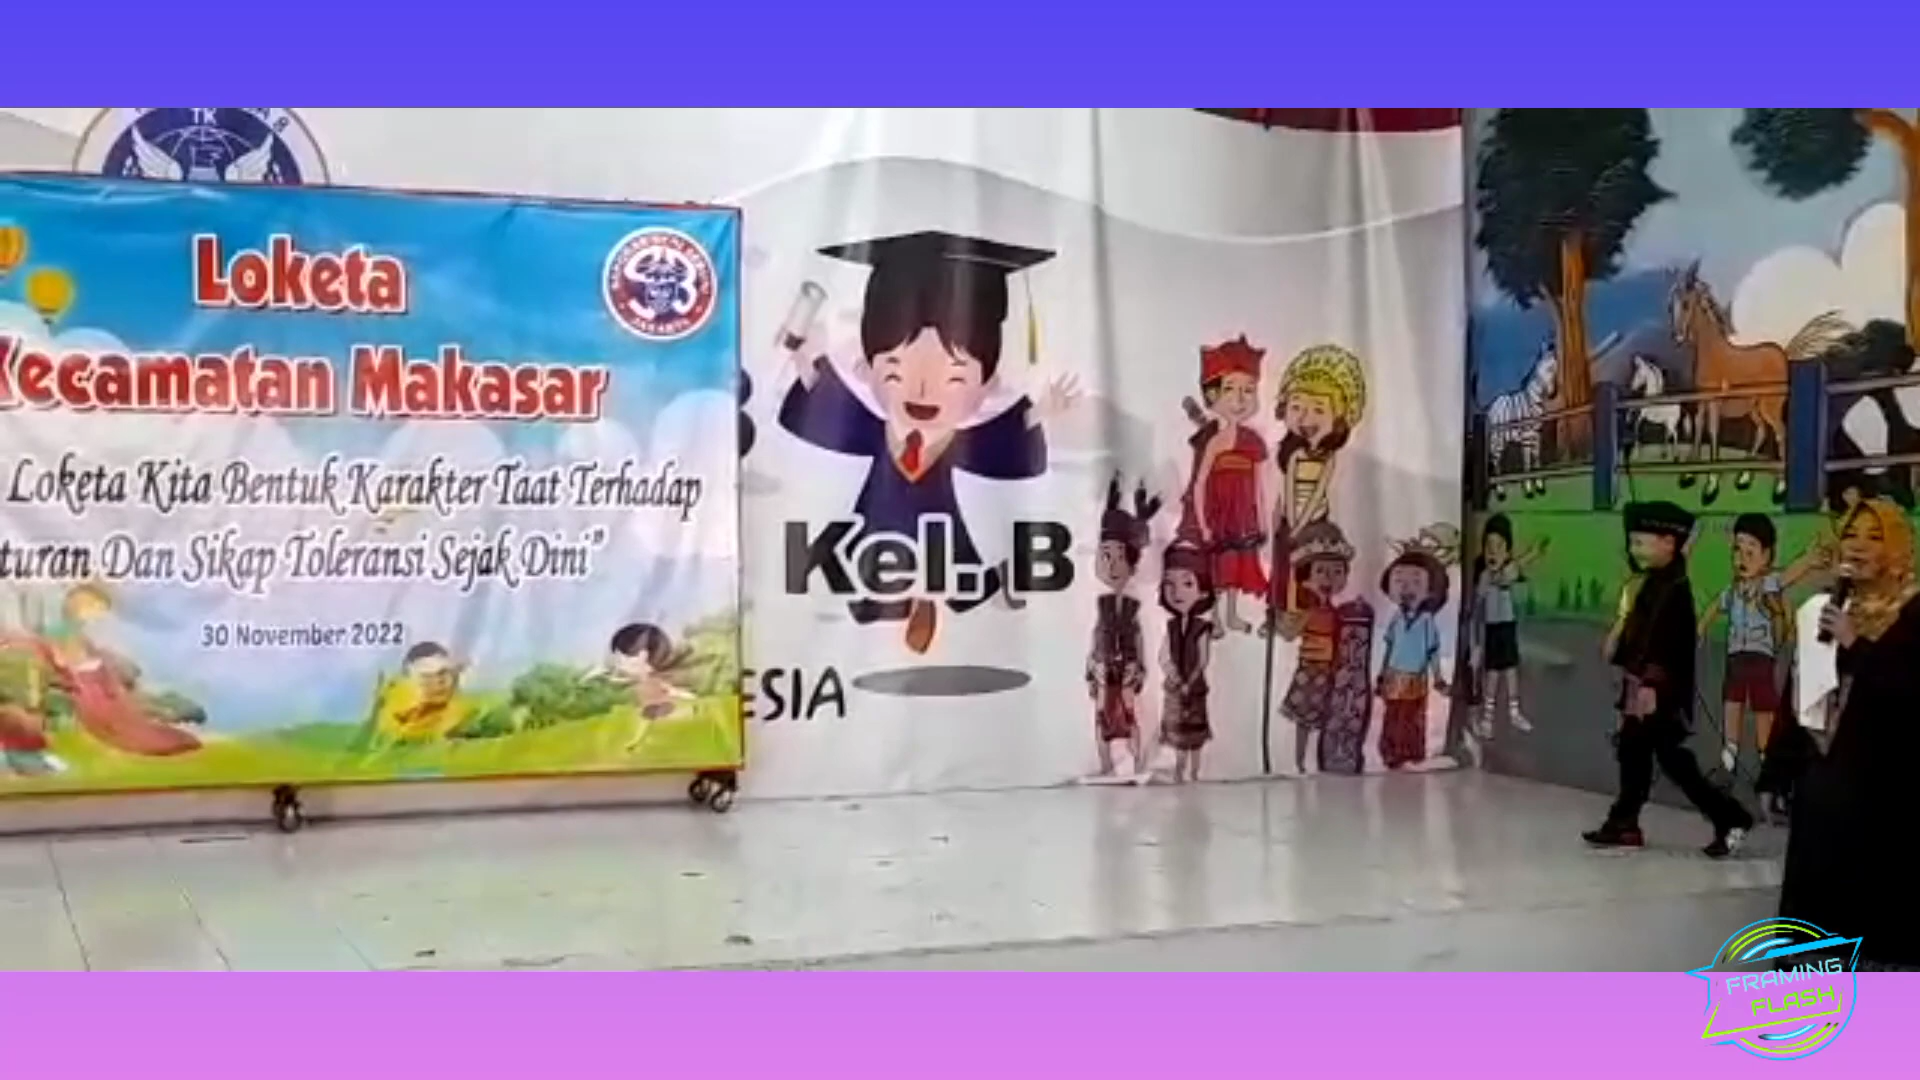 TK
Loketa
Kecamatan Makasar
Loketa Kita Bentuk Karakter Taat Terhadap
turan Dan Sikap Toleransi Sejak Dini"
30 November 2022
JAKARTA
Kel. B
ESIA
FRAMING
FLASH